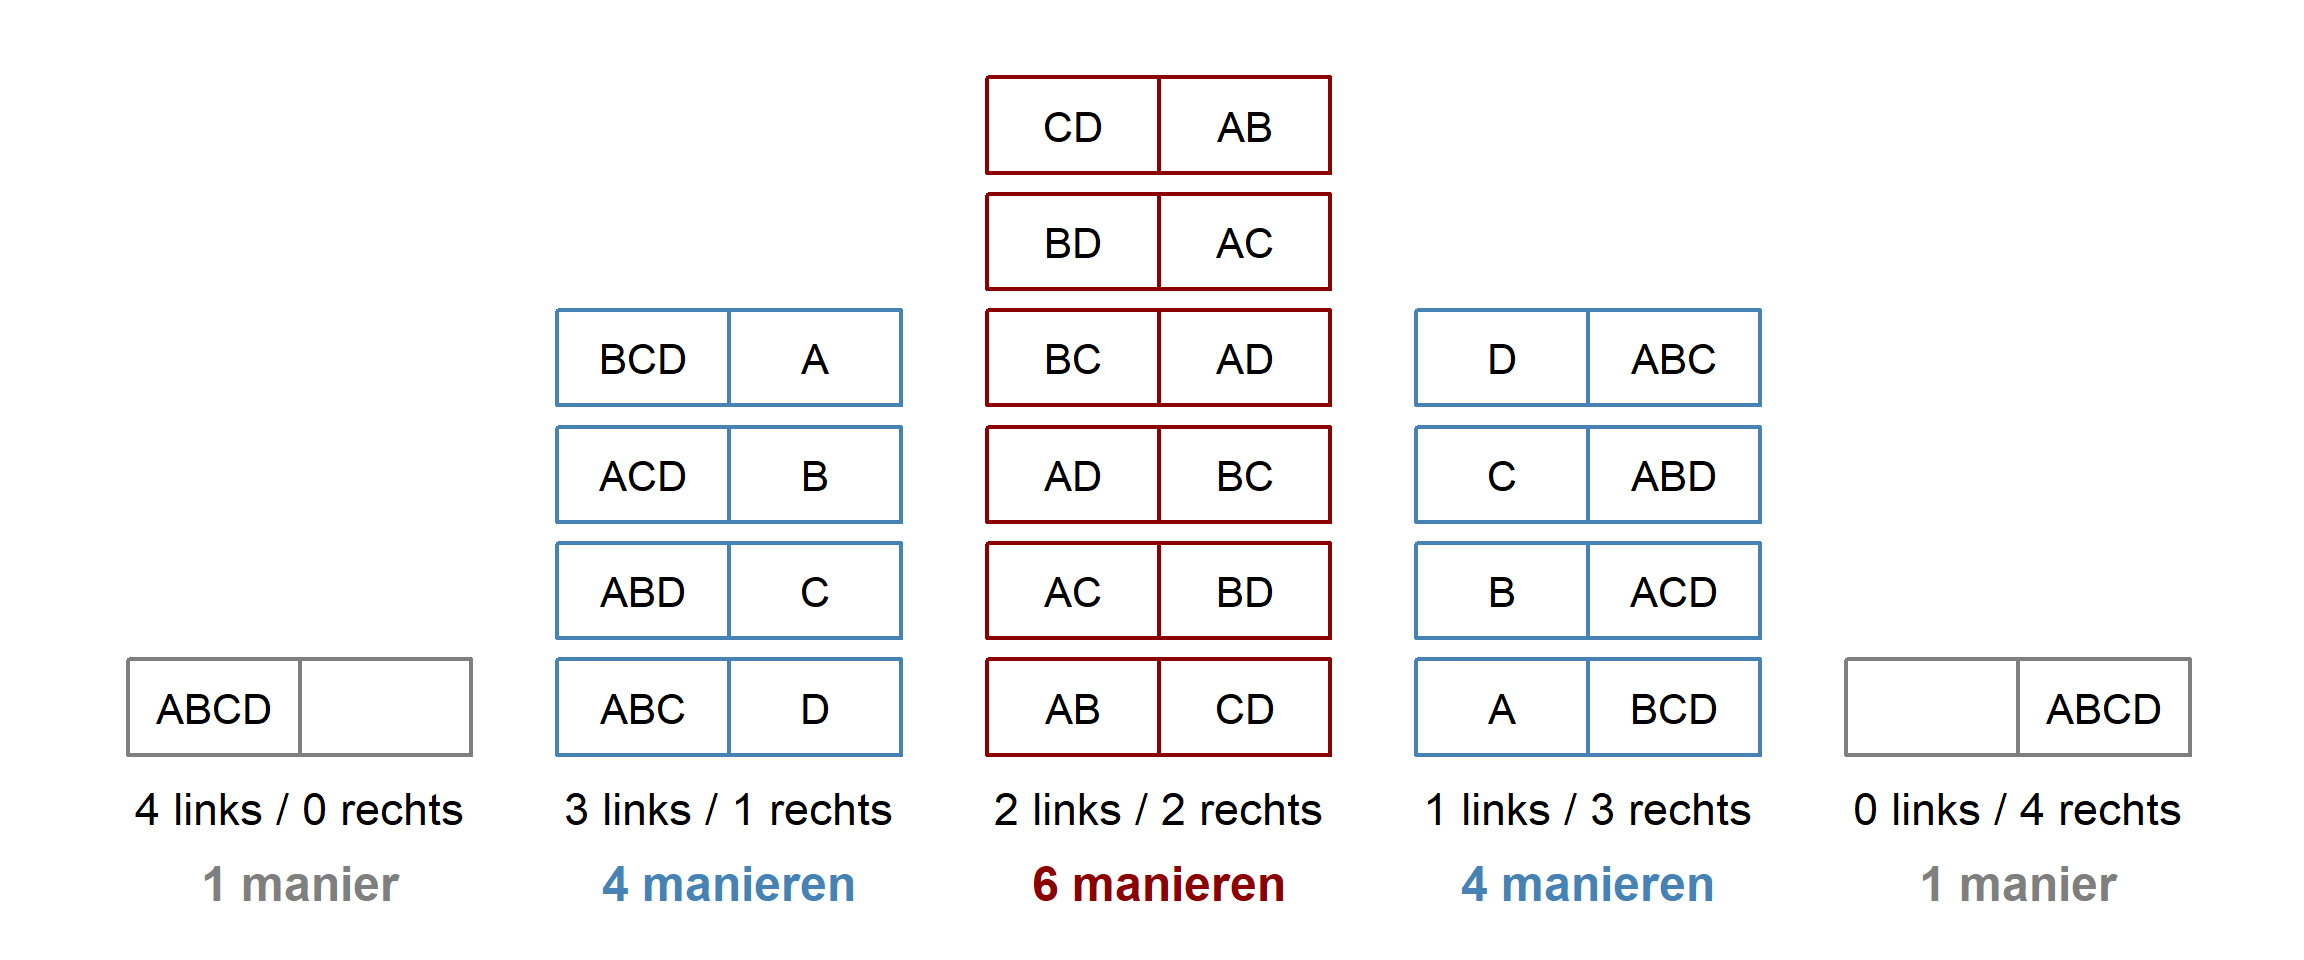 CD AB
BD AC
BCD A BC AD D ABC
ACD B AD BC C ABD
ABD C AC BD B ACD
ABCD ABC D AB CD A BCD ABCD
4 links / 0 rechts 3 links / 1 rechts 2 links / 2 rechts 1 links / 3 rechts 0 links / 4 rechts
1 manier 4 manieren 6 manieren 4 manieren 1 manier